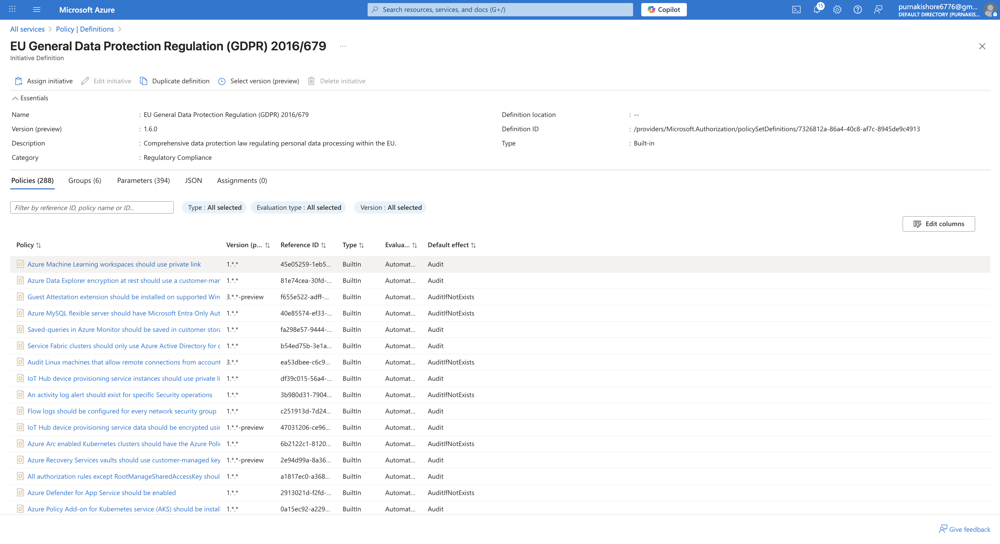 Microsoft Azure
Search resources, services, and docs (G+/)
Copilot
15
purnakishore6776@gm...
DEFAULT DIRECTORY (PURNAKIS...
All services > Policy | Definitions >
EU General Data Protection Regulation (GDPR) 2016/679 ...
Initiative Definition
Assign initiative Edit initiative Duplicate definition Select version (preview) Delete initiative
Essentials
Name : EU General Data Protection Regulation (GDPR) 2016/679 Definition location : --
Version (preview) : 1.6.0 Definition ID : /providers/Microsoft.Authorization/policySetDefinitions/7326812a-86a4-40c8-af7c-8945de9c4913
Description : Comprehensive data protection law regulating personal data processing within the EU. Type : Built-in
Category : Regulatory Compliance
Policies (288) Groups (6) Parameters (394) JSON Assignments (0)
Filter by reference ID, policy name or ID... Type : All selected Evaluation type : All selected Version : All selected
Edit columns
Policy Version (p... Reference ID Type Evalua... Default effect
Azure Machine Learning workspaces should use private link 1.*.* 45e05259-1eb5... BuiltIn Automat... Audit
Azure Data Explorer encryption at rest should use a customer-mar 1.*.* 81e74cea-30fd-... BuiltIn Automat... Audit
Guest Attestation extension should be installed on supported Win 3.*.*-preview f655e522-adff-... BuiltIn Automat... AuditIfNotExists
Azure MySQL flexible server should have Microsoft Entra Only Aut 1.*.* 40e85574-ef33-... BuiltIn Automat... AuditIfNotExists
Saved-queries in Azure Monitor should be saved in customer stora 1.*.* fa298e57-9444-... BuiltIn Automat... Audit
Service Fabric clusters should only use Azure Active Directory for c 1.*.* b54ed75b-3e1a... BuiltIn Automat... Audit
Audit Linux machines that allow remote connections from account 3.*.* ea53dbee-c6c9... BuiltIn Automat... AuditIfNotExists
IoT Hub device provisioning service instances should use private li 1.*.* df39c015-56a4-... BuiltIn Automat... Audit
An activity log alert should exist for specific Security operations 1.*.* 3b980d31-7904... BuiltIn Automat... AuditIfNotExists
Flow logs should be configured for every network security group 1.*.* c251913d-7d24... BuiltIn Automat... Audit
IoT Hub device provisioning service data should be encrypted usir 1.*.*-preview 47031206-ce96... BuiltIn Automat... Audit
Azure Arc enabled Kubernetes clusters should have the Azure Polic 1.*.* 6b2122c1-8120... BuiltIn Automat... AuditIfNotExists
Azure Recovery Services vaults should use customer-managed key 1.*.*-preview 2e94d99a-8a36... BuiltIn Automat... Audit
All authorization rules except RootManageSharedAccessKey shoul 1.*.* a1817ec0-a368... BuiltIn Automat... Audit
Azure Defender for App Service should be enabled 1.*.* 2913021d-f2fd-... BuiltIn Automat... AuditIfNotExists
Azure Policy Add-on for Kubernetes service (AKS) should be instal 1.*.* 0a15ec92-a229... BuiltIn Automat... Audit
Give feedback